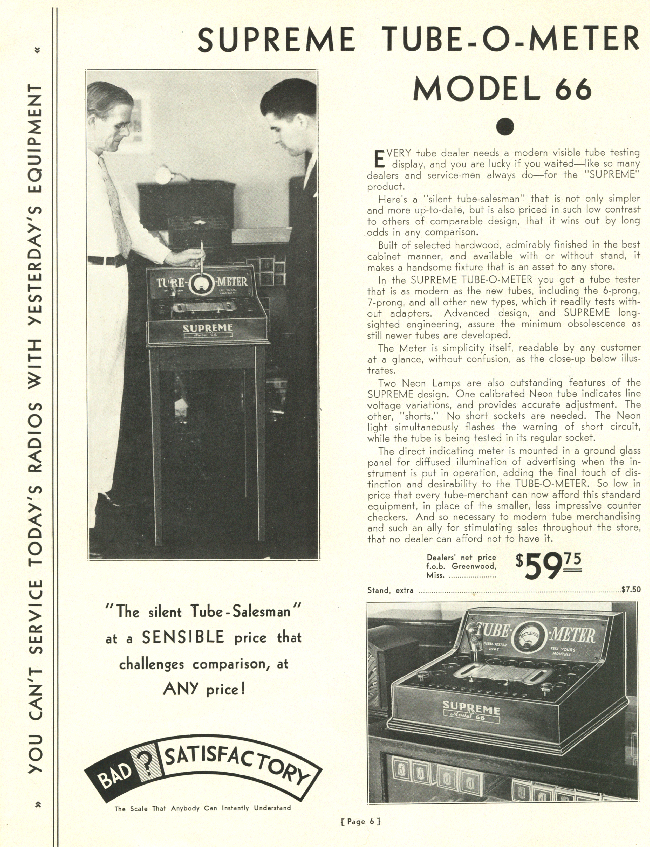 SUPREME TUBE-O-METER
MODEL 66
« YOU CAN'T SERVICE TODAY'S RADIOS WITH YESTERDAY'S EQUIPMENT »
TUBE-O-METER
SUPREME
Model 66
EVERY tube dealer needs a modern visible tube testing
display, and you are lucky if you waited—like so many
dealers and service-men always do—for the "SUPREME"
product.
Here's a "silent tube-salesman" that is not only simpler
and more up-to-date, but is also priced in such low contrast
to others of comparable design, that it wins out by long
odds in any comparison.
Built of selected hardwood, admirably finished in the best
cabinet manner, and available with or without stand, it
makes a handsome fixture that is an asset to any store.
In the SUPREME TUBE-O-METER you get a tube tester
that is as modern as the new tubes, including the 6-prong,
7-prong, and all other new types, which it readily tests with-
out adapters. Advanced design, and SUPREME long-
sighted engineering, assure the minimum obsolescence as
still newer tubes are developed.
The Meter is simplicity itself, readable by any customer
at a glance, without confusion, as the close-up below illus-
trates.
Two Neon Lamps are also outstanding features of the
SUPREME design. One calibrated Neon tube indicates line
voltage variations, and provides accurate adjustment. The
other, "shorts." No short sockets are needed. The Neon
light simultaneously flashes the warning of short circuit,
while the tube is being tested in its regular socket.
The direct indicating meter is mounted in a ground glass
panel for diffused illumination of advertising when the in-
strument is put in operation, adding the final touch of dis-
tinction and desirability to the TUBE-O-METER. So low in
price that every tube-merchant can now afford this standard
equipment, in place of the smaller, less impressive counter
checkers. And so necessary to modern tube merchandising
and such an ally for stimulating sales throughout the store,
that no dealer can afford not to have it.
Dealers' net price
f.o.b. Greenwood,
Miss. .................... $59.75
Stand, extra ........................................ $7.50
"The silent Tube-Salesman"
at a SENSIBLE price that
challenges comparison, at
ANY price!
BAD ? SATISFACTORY
The Scale That Anybody Can Instantly Understand
TUBE-O-METER
SUPREME
Model 66
[ Page 6 ]